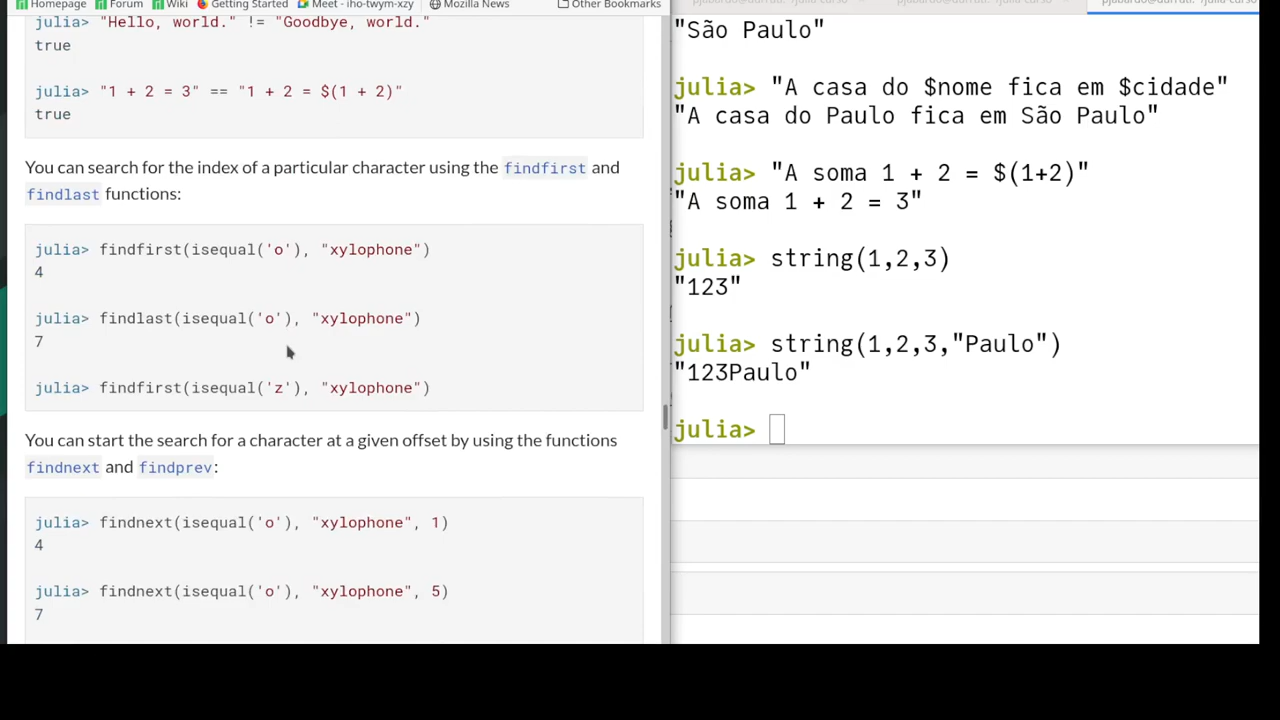 Homepage Forum Wiki Getting Started Meet - iho-twym-xzy Mozilla News Other Bookmarks
julia> "Hello, world." != "Goodbye, world."
true
julia> "1 + 2 = 3" == "1 + 2 = $(1 + 2)"
true
You can search for the index of a particular character using the findfirst and
findlast functions:
julia> findfirst(isequal('o'), "xylophone")
4
julia> findlast(isequal('o'), "xylophone")
7
julia> findfirst(isequal('z'), "xylophone")
You can start the search for a character at a given offset by using the functions
findnext and findprev:
julia> findnext(isequal('o'), "xylophone", 1)
4
julia> findnext(isequal('o'), "xylophone", 5)
7
"São Paulo"
julia> "A casa do $nome fica em $cidade"
"A casa do Paulo fica em São Paulo"
julia> "A soma 1 + 2 = $(1+2)"
"A soma 1 + 2 = 3"
julia> string(1,2,3)
"123"
julia> string(1,2,3,"Paulo")
"123Paulo"
julia>